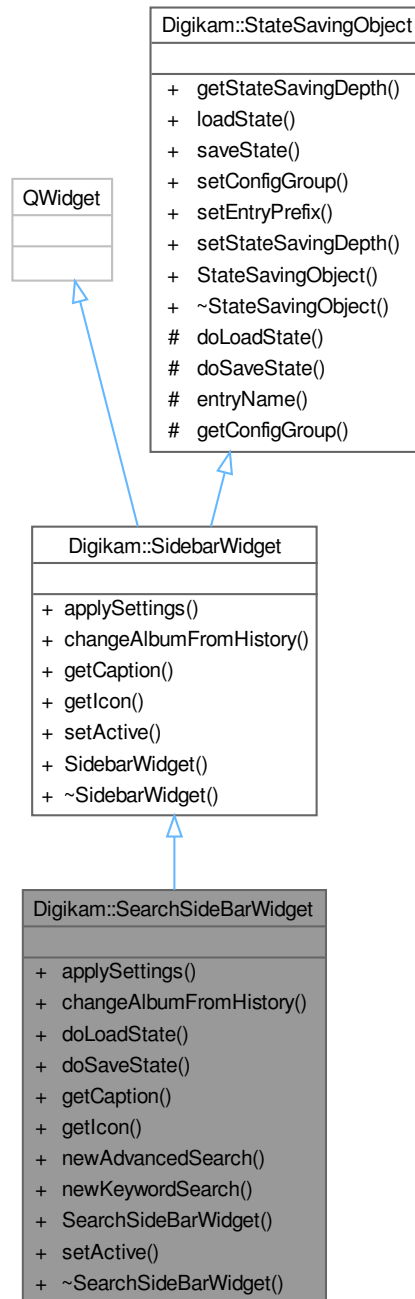 Digikam::StateSavingObject
+ getStateSavingDepth()
+ loadState()
+ saveState()
+ setConfigGroup()
+ setEntryPrefix()
+ setStateSavingDepth()
+ StateSavingObject()
+ ~StateSavingObject()
# doLoadState()
# doSaveState()
# entryName()
# getConfigGroup()
QWidget
Digikam::SidebarWidget
+ applySettings()
+ changeAlbumFromHistory()
+ getCaption()
+ getIcon()
+ setActive()
+ SidebarWidget()
+ ~SidebarWidget()
Digikam::SearchSideBarWidget
+ applySettings()
+ changeAlbumFromHistory()
+ doLoadState()
+ doSaveState()
+ getCaption()
+ getIcon()
+ newAdvancedSearch()
+ newKeywordSearch()
+ SearchSideBarWidget()
+ setActive()
+ ~SearchSideBarWidget()